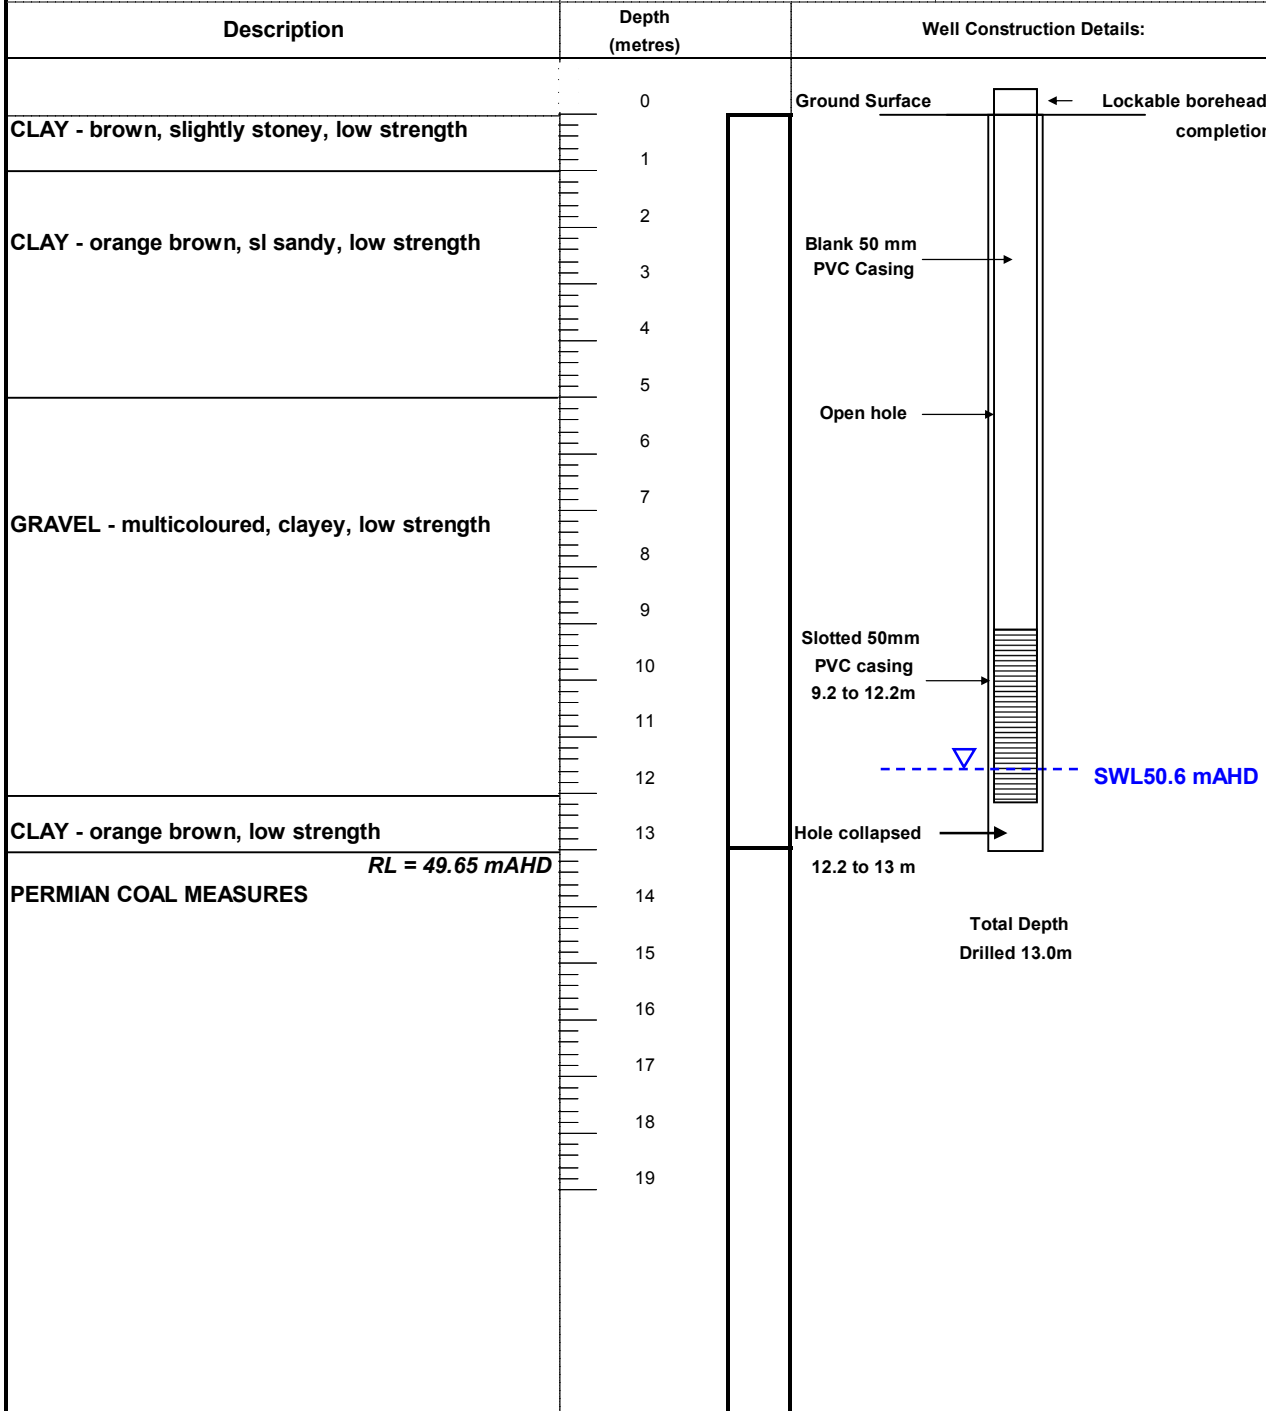 Description
Depth
(metres)
Well Construction Details:
0
Ground Surface
Lockable borehead
completion
CLAY - brown, slightly stoney, low strength
1
2
CLAY - orange brown, sl sandy, low strength
Blank 50 mm
PVC Casing
3
4
5
Open hole
6
7
GRAVEL - multicoloured, clayey, low strength
8
9
Slotted 50mm
PVC casing
9.2 to 12.2m
10
11
12
SWL50.6 mAHD
CLAY - orange brown, low strength
13
Hole collapsed
12.2 to 13 m
RL = 49.65 mAHD
PERMIAN COAL MEASURES
14
Total Depth
Drilled 13.0m
15
16
17
18
19